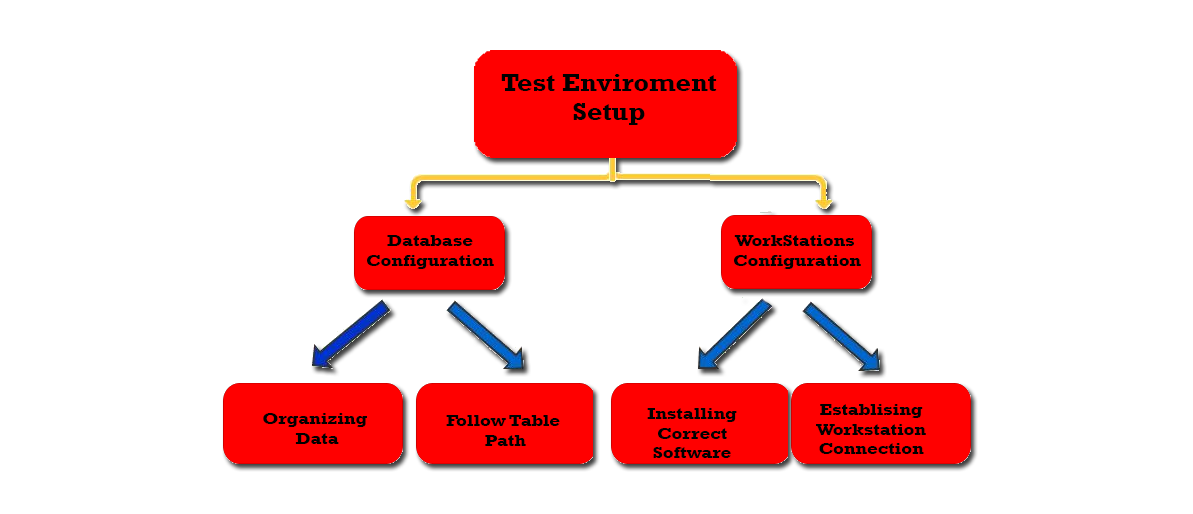 Test Enviroment
Setup
Database
Configuration
WorkStations
Configuration
Organizing
Data
Follow Table
Path
Installing
Correct
Software
Establising
Workstation
Connection